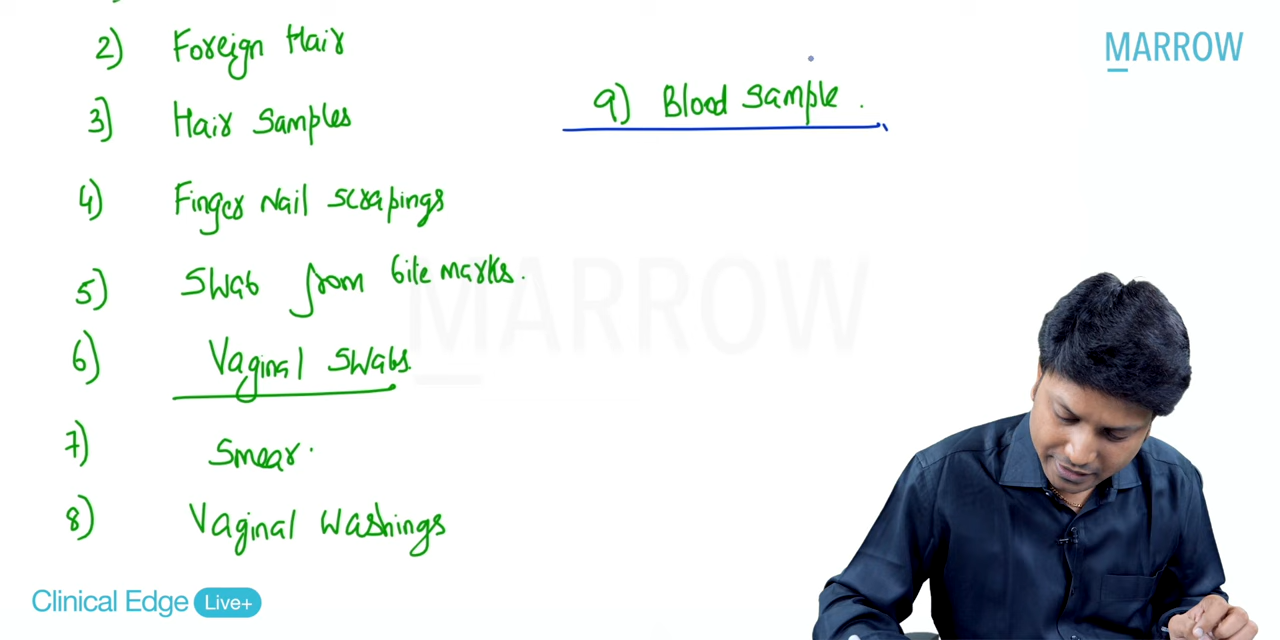 MARROW
2) Foreign Hair
9) Blood Sample.
3) Hair Samples
4) Finger Nail Scrapings
5) Swab from bite marks.
6) Vaginal Swabs.
MARROW
7) Smear.
8) Vaginal Washings
Clinical Edge Live+